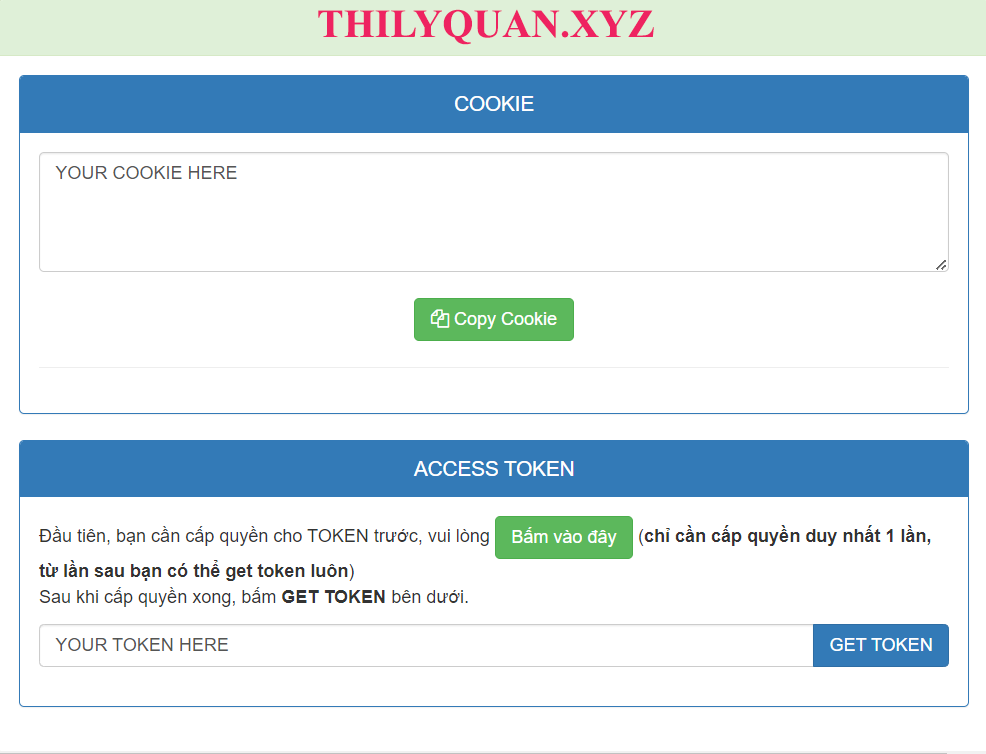 THILYQUAN.XYZ
COOKIE
YOUR COOKIE HERE
Copy Cookie
ACCESS TOKEN
Đầu tiên, bạn cần cấp quyền cho TOKEN trước, vui lòng Bấm vào đây (chỉ cần cấp quyền duy nhất 1 lần,
từ lần sau bạn có thể get token luôn)
Sau khi cấp quyền xong, bấm GET TOKEN bên dưới.
YOUR TOKEN HERE GET TOKEN